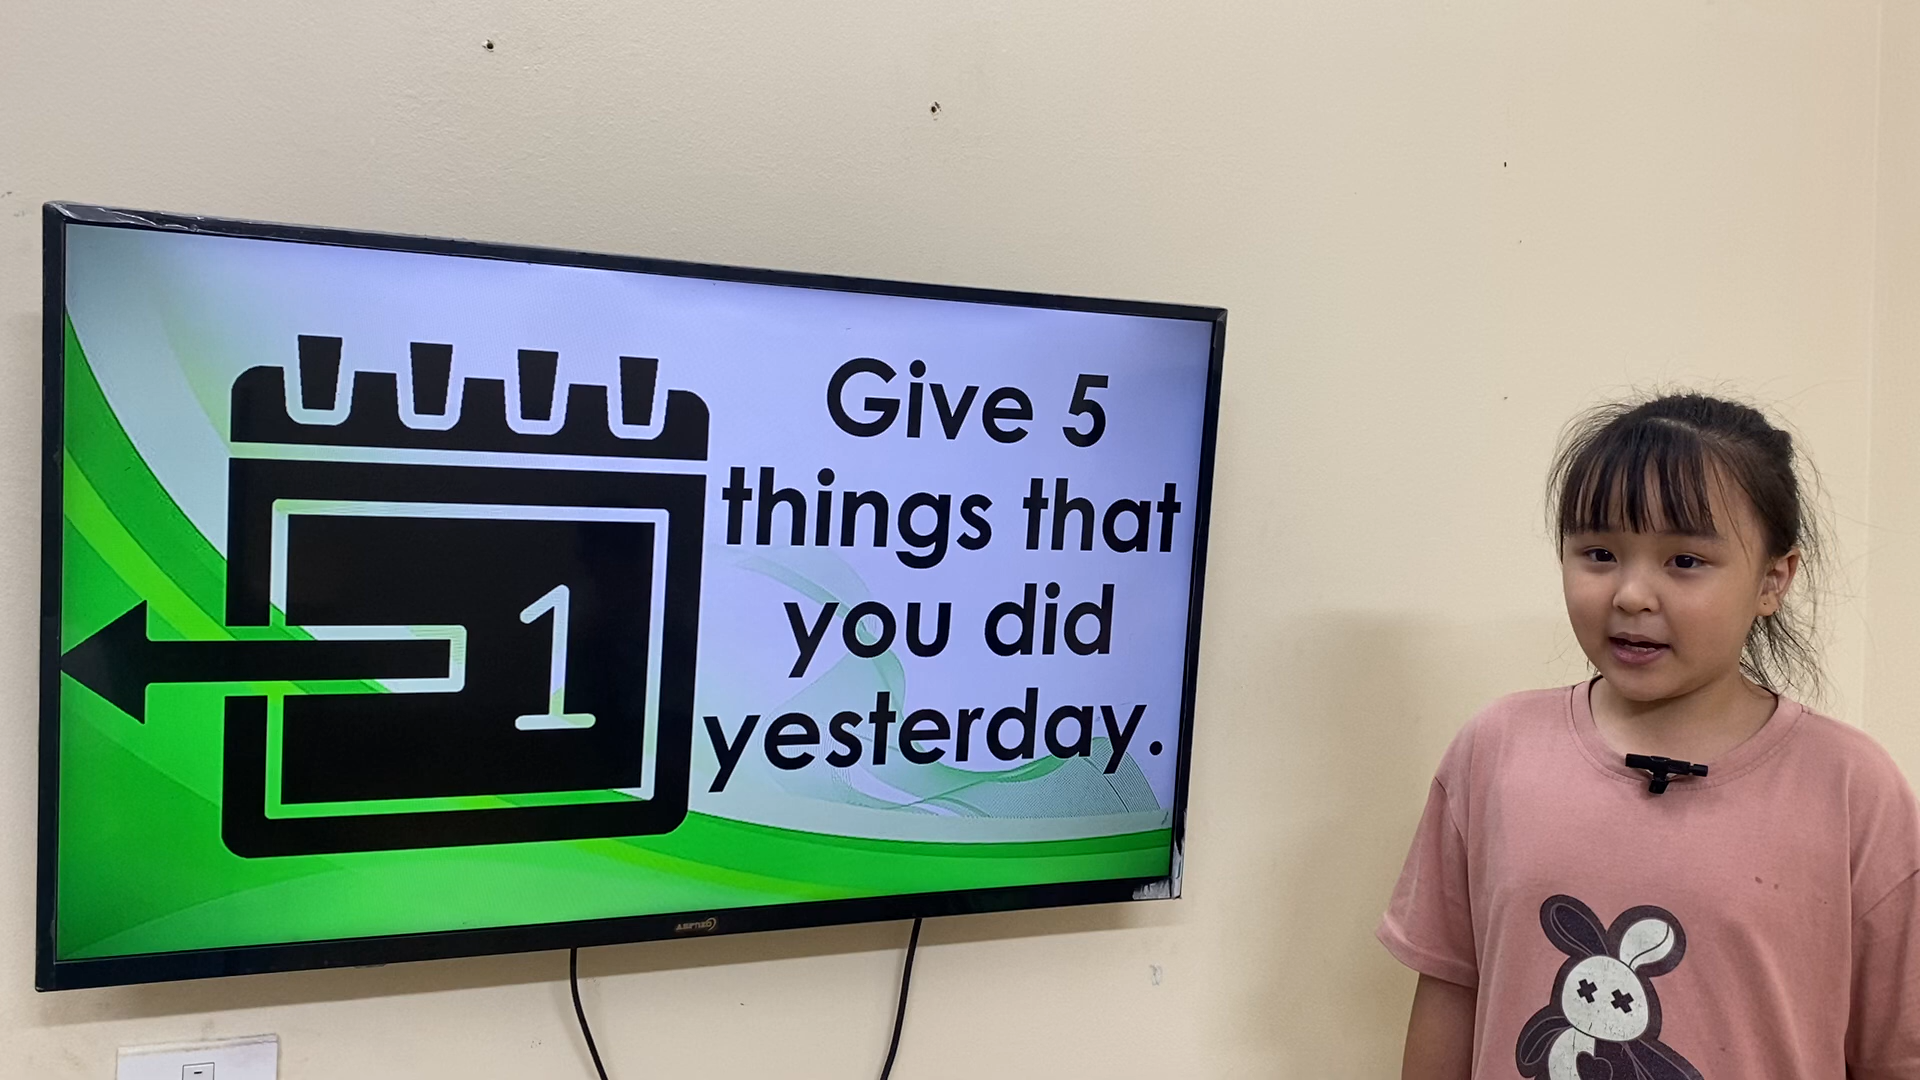 1
Give 5
things that
you did
yesterday.